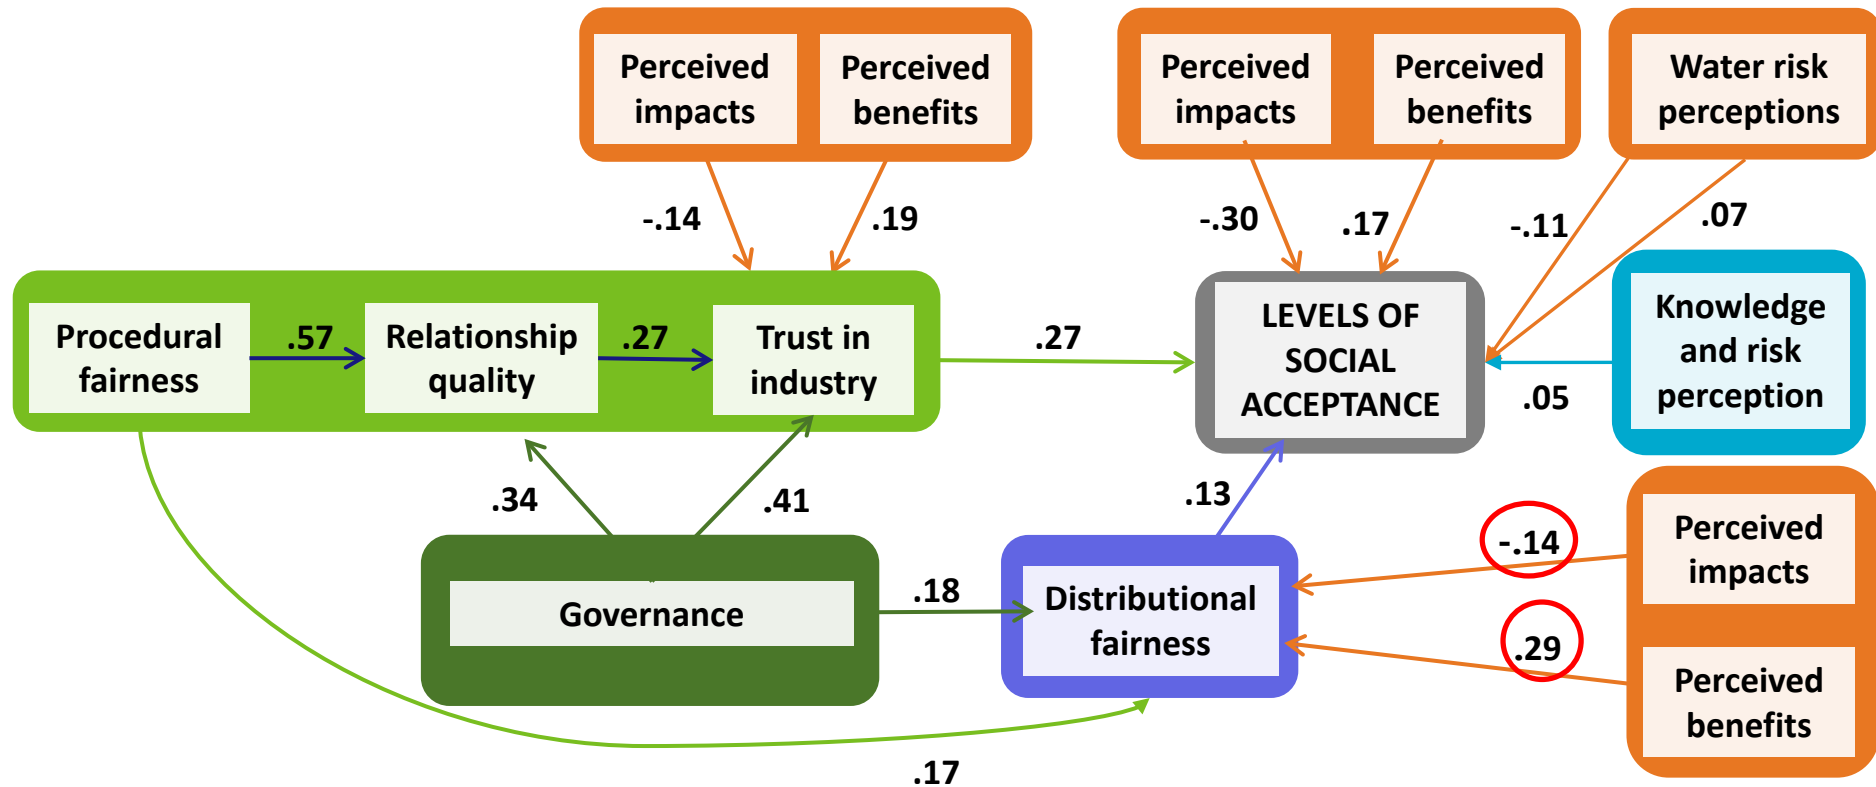 Perceived
impacts
Perceived
benefits
Perceived
impacts
Perceived
benefits
Water risk
perceptions
-.14
.19
-.30
.17
-.11
.07
Procedural
fairness
.57
Relationship
quality
.27
Trust in
industry
.27
LEVELS OF
SOCIAL
ACCEPTANCE
Knowledge
and risk
perception
.05
.34
.41
.13
-.14
Perceived
impacts
Governance
.18
Distributional
fairness
.29
Perceived
benefits
.17